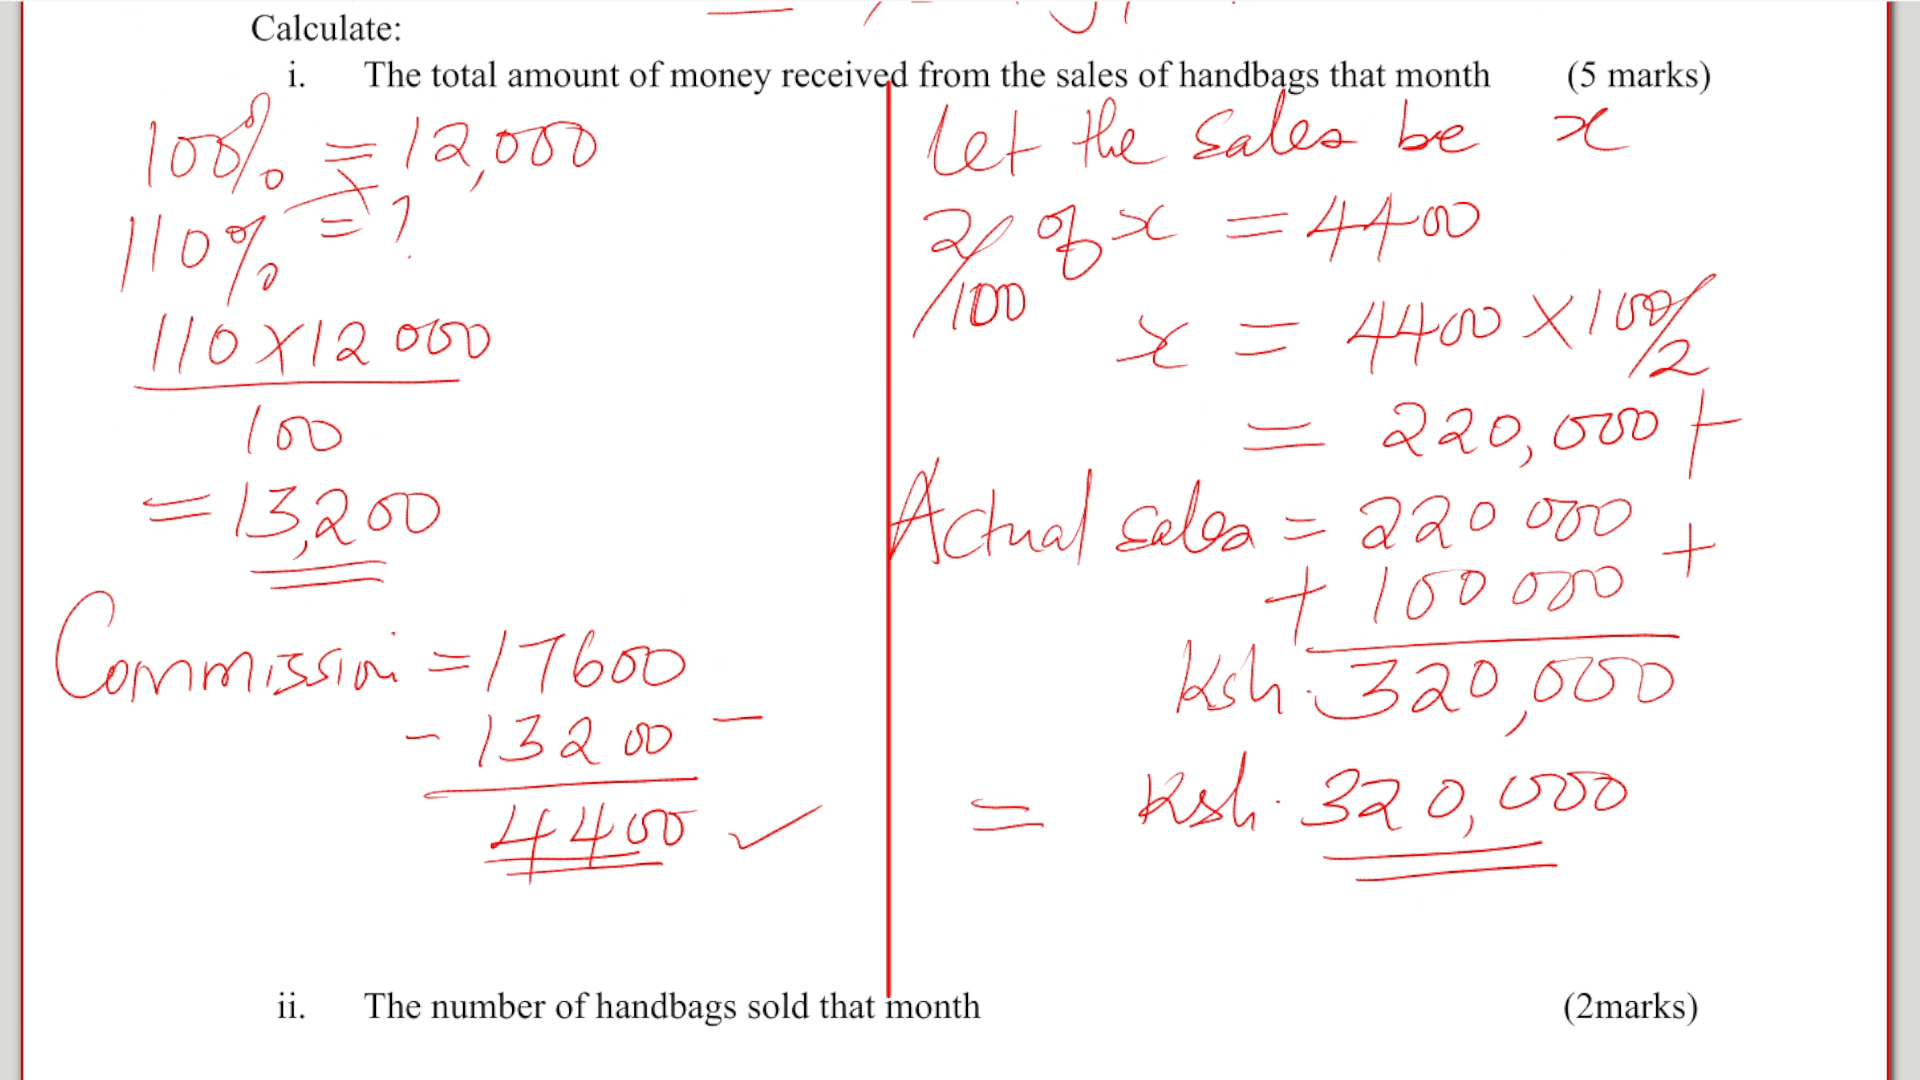 Calculate:
i. The total amount of money received from the sales of handbags that month (5 marks)
100% = 12,000
110% = ?
110 X 12 000
100
= 13,200
Commission = 17600
- 13200 -
4400 ✓
Let the sales be x
2/100 of x = 4400
x = 4400 X 100/2
= 220,000 +
Actual sales = 220 000
+ 100 000 +
Ksh. 320,000
= Ksh. 320,000
ii. The number of handbags sold that month (2marks)